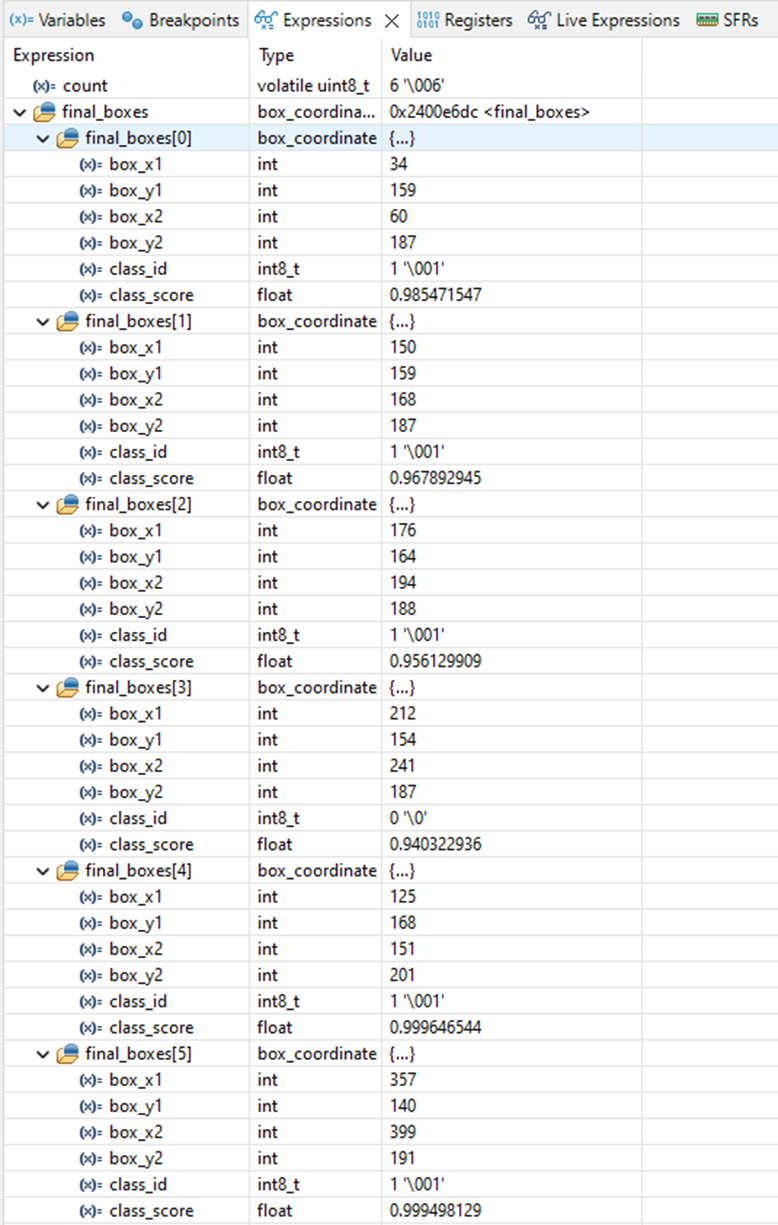 (x)= Variables Breakpoints Expressions 1010 0101 Registers Live Expressions SFRs
Expression Type Value
(x)= count volatile uint8_t 6 '\006'
final_boxes box_coordina... 0x2400e6dc <final_boxes>
final_boxes[0] box_coordinate {...}
(x)= box_x1 int 34
(x)= box_y1 int 159
(x)= box_x2 int 60
(x)= box_y2 int 187
(x)= class_id int8_t 1 '\001'
(x)= class_score float 0.985471547
final_boxes[1] box_coordinate {...}
(x)= box_x1 int 150
(x)= box_y1 int 159
(x)= box_x2 int 168
(x)= box_y2 int 187
(x)= class_id int8_t 1 '\001'
(x)= class_score float 0.967892945
final_boxes[2] box_coordinate {...}
(x)= box_x1 int 176
(x)= box_y1 int 164
(x)= box_x2 int 194
(x)= box_y2 int 188
(x)= class_id int8_t 1 '\001'
(x)= class_score float 0.956129909
final_boxes[3] box_coordinate {...}
(x)= box_x1 int 212
(x)= box_y1 int 154
(x)= box_x2 int 241
(x)= box_y2 int 187
(x)= class_id int8_t 0 '\0'
(x)= class_score float 0.940322936
final_boxes[4] box_coordinate {...}
(x)= box_x1 int 125
(x)= box_y1 int 168
(x)= box_x2 int 151
(x)= box_y2 int 201
(x)= class_id int8_t 1 '\001'
(x)= class_score float 0.999646544
final_boxes[5] box_coordinate {...}
(x)= box_x1 int 357
(x)= box_y1 int 140
(x)= box_x2 int 399
(x)= box_y2 int 191
(x)= class_id int8_t 1 '\001'
(x)= class_score float 0.999498129